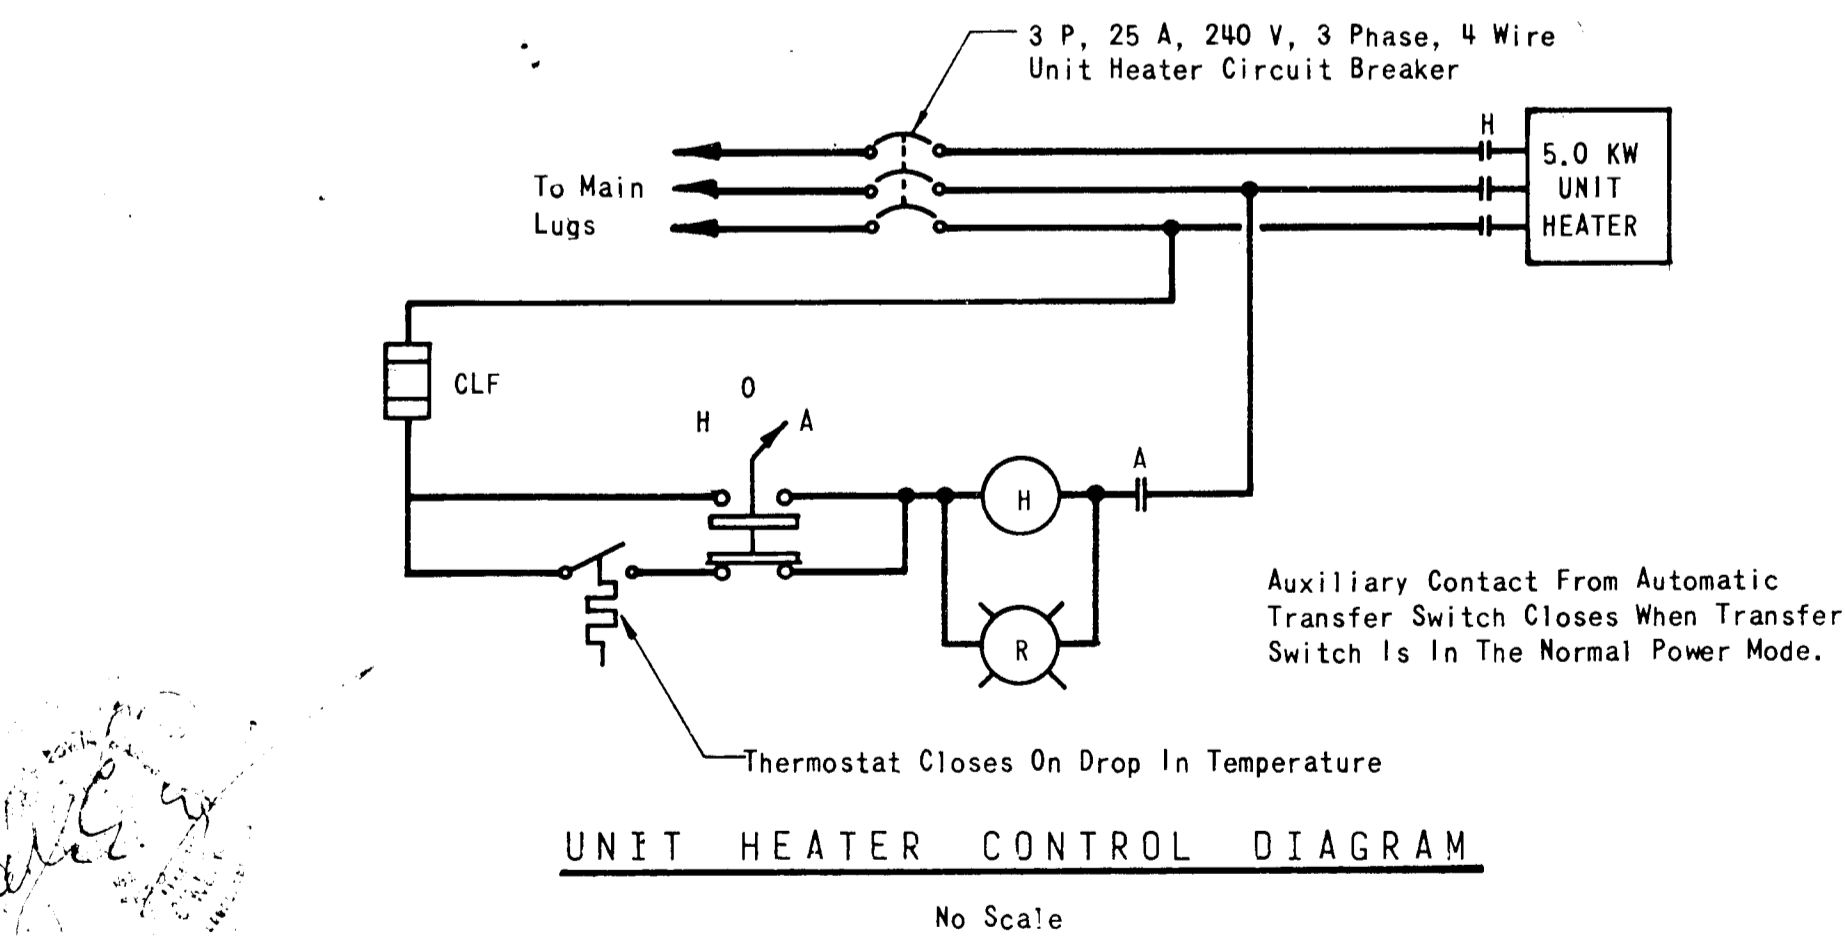 3 P, 25 A, 240 V, 3 Phase, 4 Wire
Unit Heater Circuit Breaker
H
5.0 KW
UNIT
HEATER
To Main
Lugs
CLF
O
H
A
A
H
R
Auxiliary Contact From Automatic
Transfer Switch Closes When Transfer
Switch Is In The Normal Power Mode.
Thermostat Closes On Drop In Temperature
UNIT HEATER CONTROL DIAGRAM
No Scale